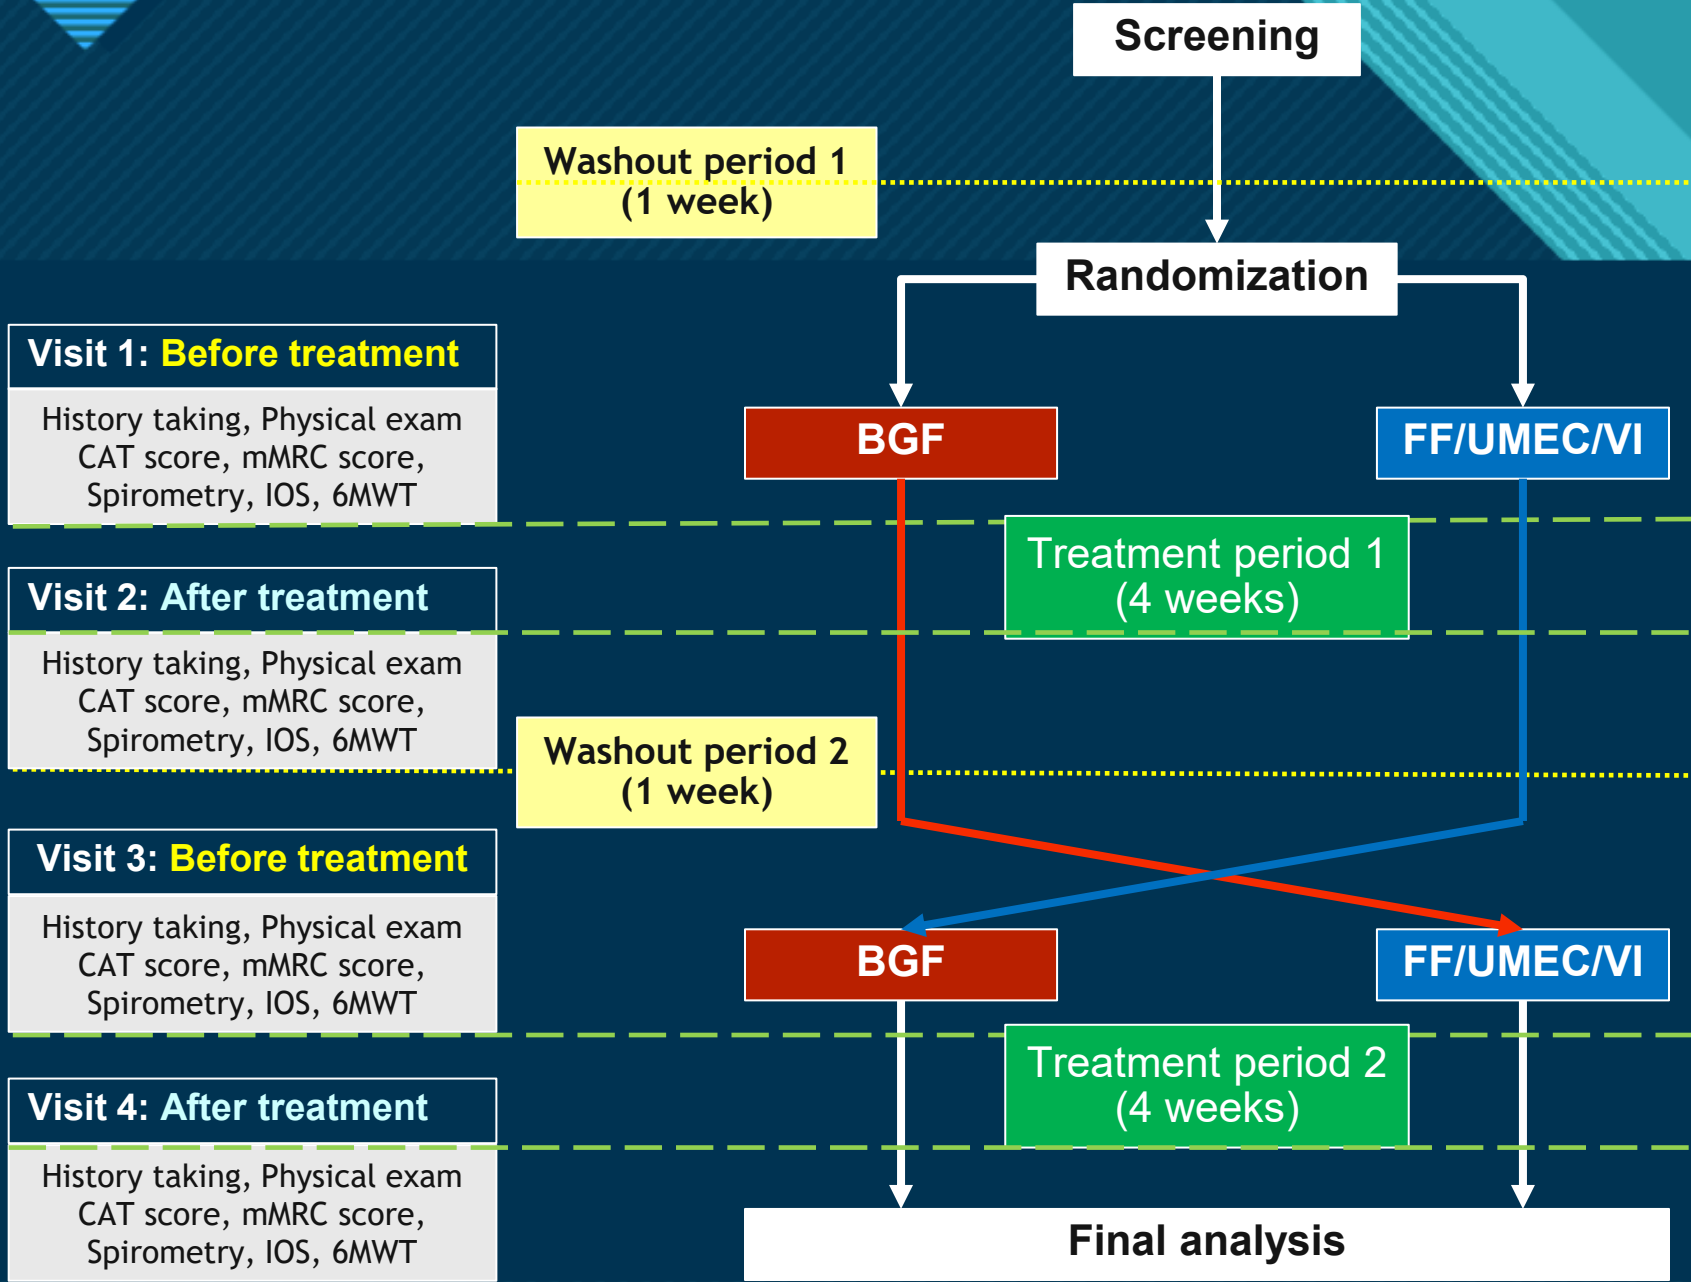 Screening
Washout period 1
(1 week)
Randomization
Visit 1: Before treatment
History taking, Physical exam
CAT score, mMRC score,
Spirometry, IOS, 6MWT
BGF
FF/UMEC/VI
Treatment period 1
(4 weeks)
Visit 2: After treatment
History taking, Physical exam
CAT score, mMRC score,
Spirometry, IOS, 6MWT
Washout period 2
(1 week)
Visit 3: Before treatment
History taking, Physical exam
CAT score, mMRC score,
Spirometry, IOS, 6MWT
BGF
FF/UMEC/VI
Treatment period 2
(4 weeks)
Visit 4: After treatment
History taking, Physical exam
CAT score, mMRC score,
Spirometry, IOS, 6MWT
Final analysis